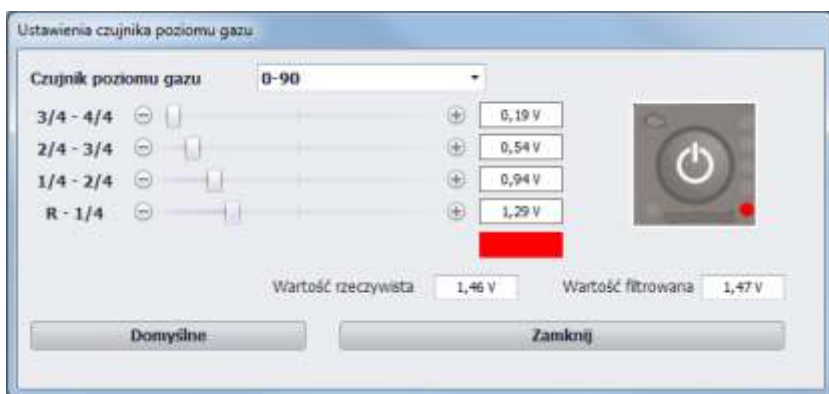 Ustawienia czujnika poziomu gazu
Czujnik poziomu gazu 0-90
3/4 - 4/4 0,19 V
2/4 - 3/4 0,54 V
1/4 - 2/4 0,94 V
R - 1/4 1,29 V
Wartość rzeczywista 1,46 V Wartość filtrowana 1,47 V
Domyślne Zamknij